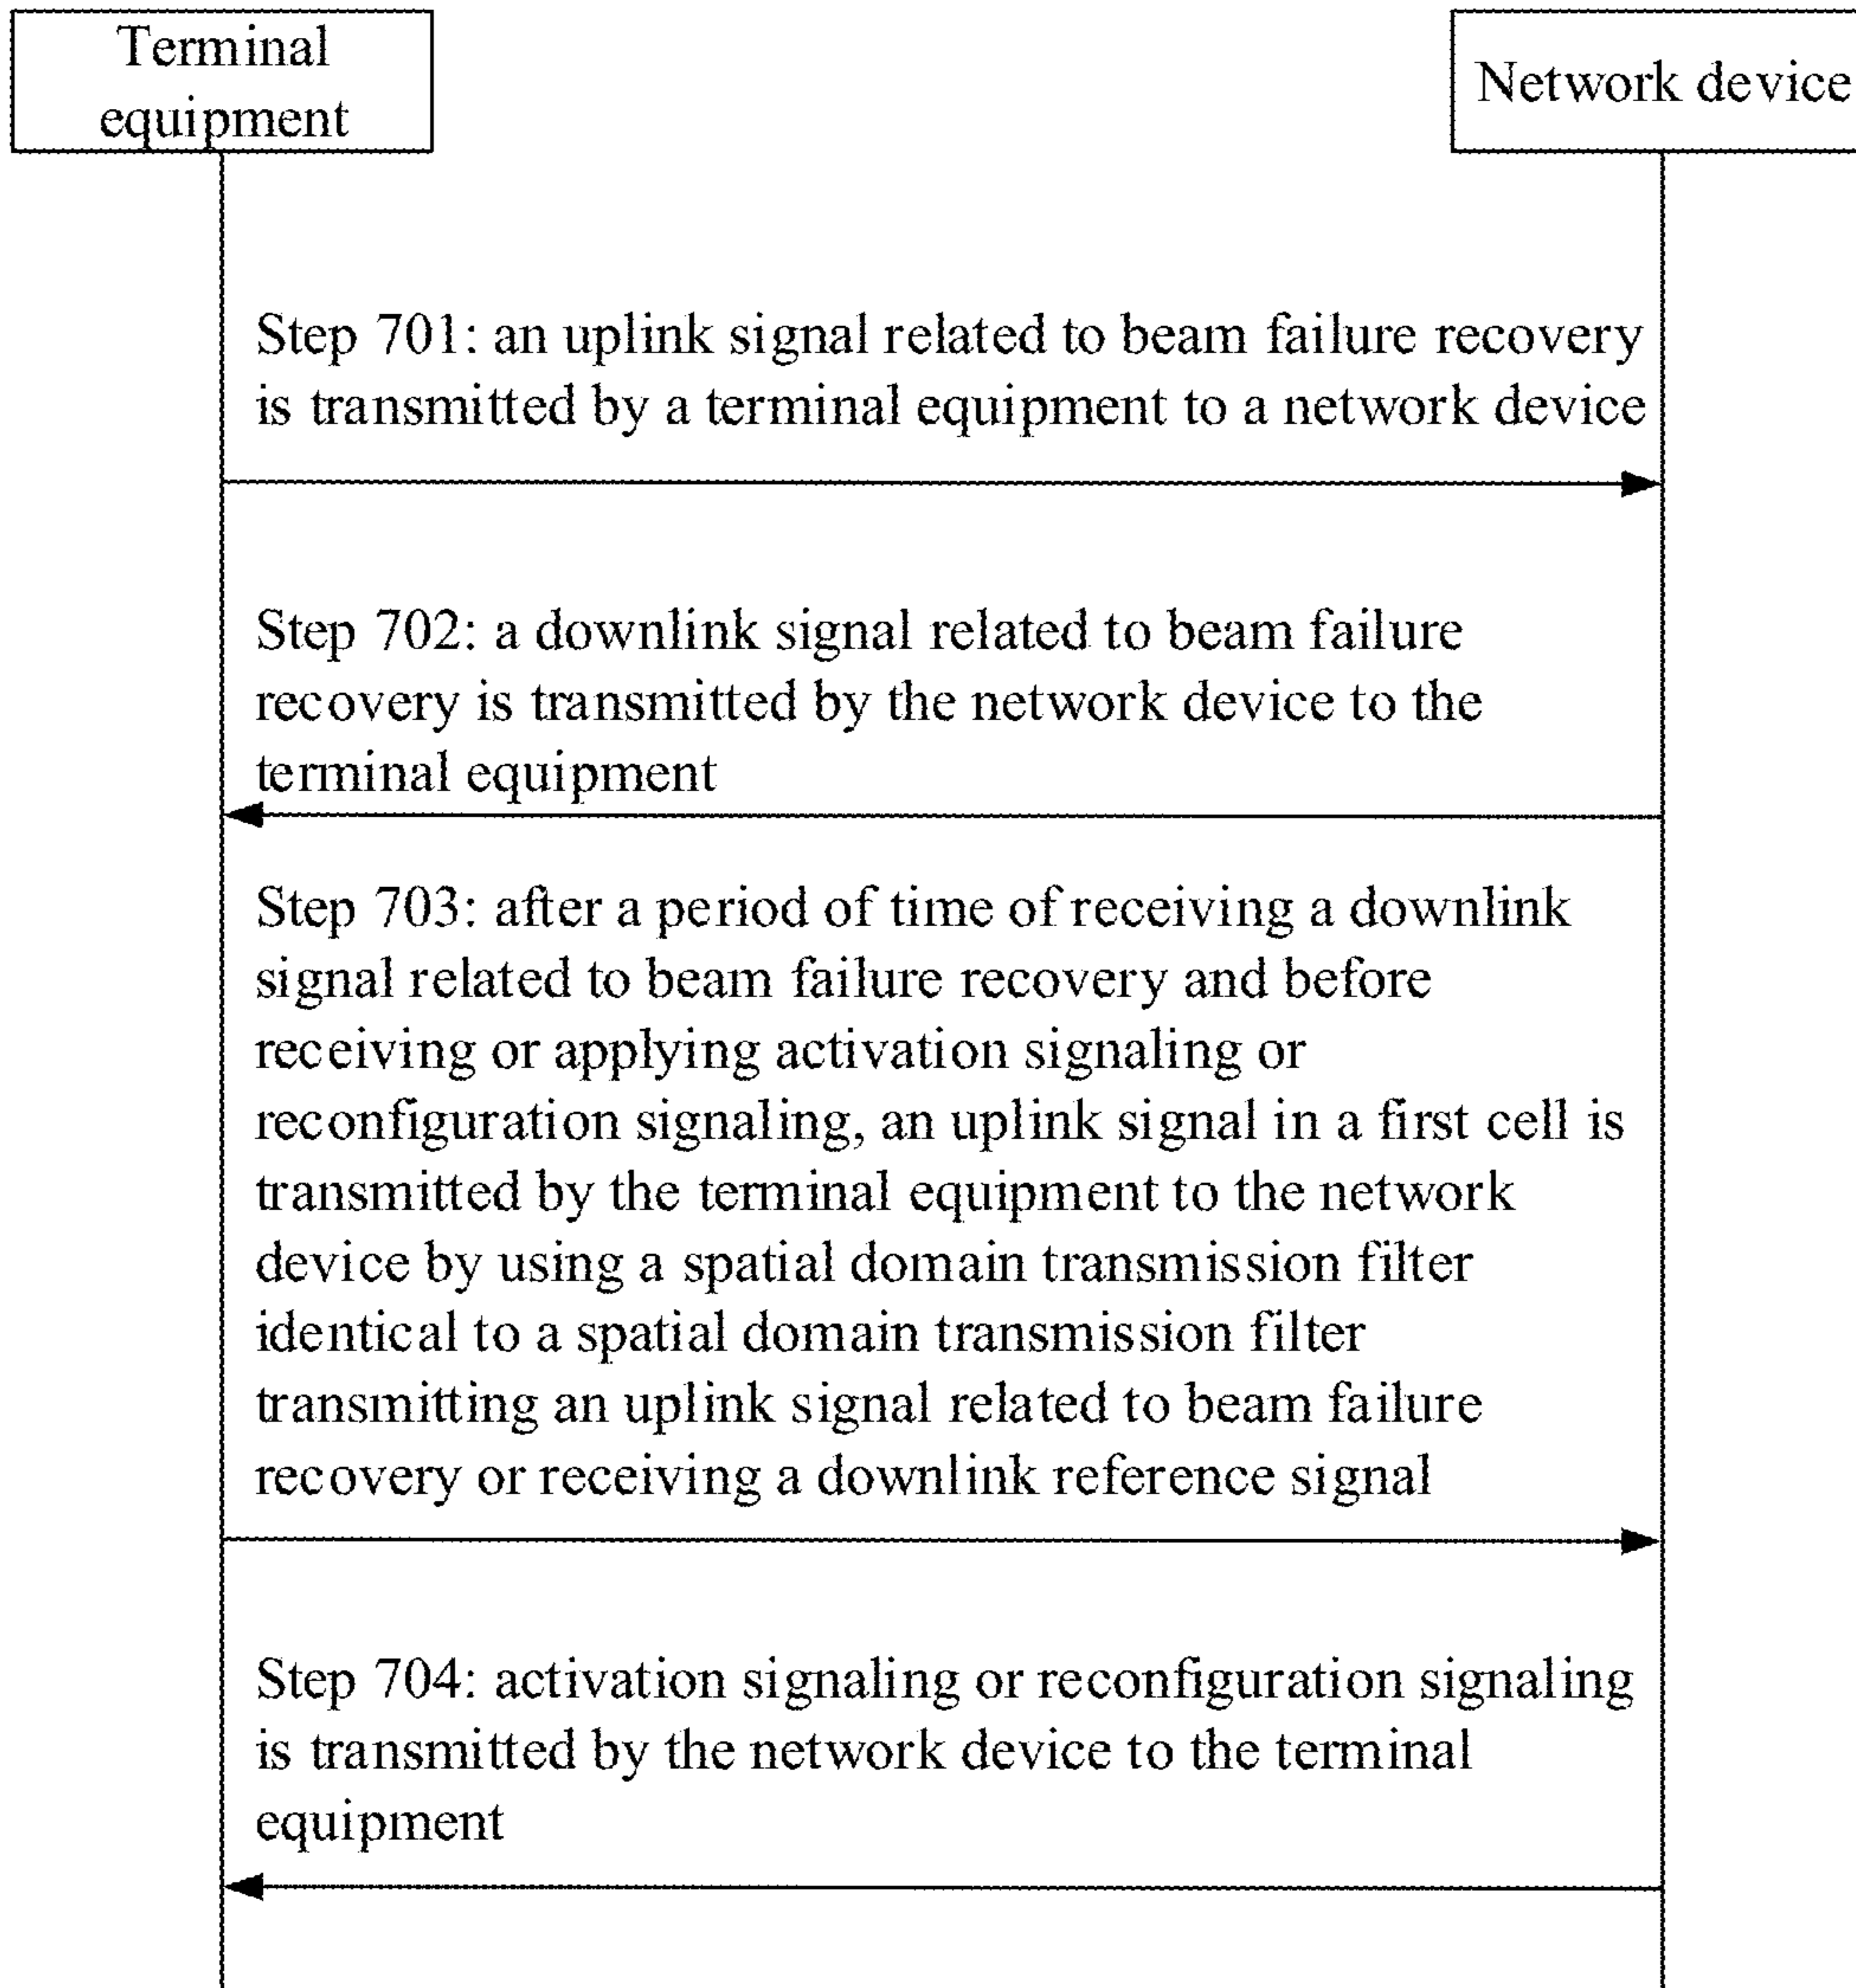 Terminal
equipment
Network device
Step 701: an uplink signal related to beam failure recovery
is transmitted by a terminal equipment to a network device
Step 702: a downlink signal related to beam failure
recovery is transmitted by the network device to the
terminal equipment
Step 703: after a period of time of receiving a downlink
signal related to beam failure recovery and before
receiving or applying activation signaling or
reconfiguration signaling, an uplink signal in a first cell is
transmitted by the terminal equipment to the network
device by using a spatial domain transmission filter
identical to a spatial domain transmission filter
transmitting an uplink signal related to beam failure
recovery or receiving a downlink reference signal
Step 704: activation signaling or reconfiguration signaling
is transmitted by the network device to the terminal
equipment